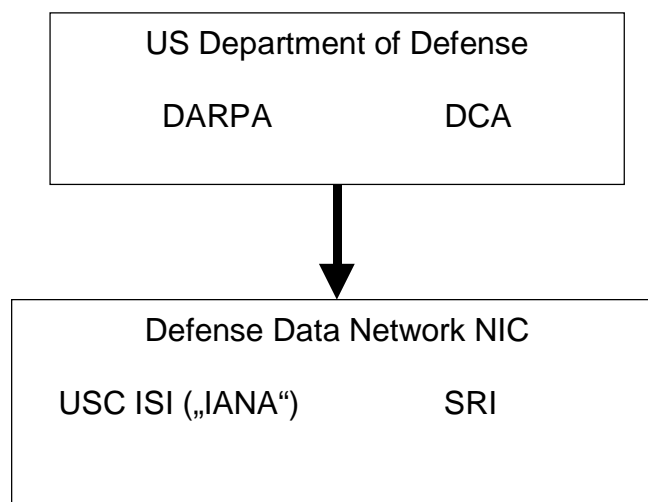 US Department of Defense
DARPA DCA
Defense Data Network NIC
USC ISI („IANA“) SRI